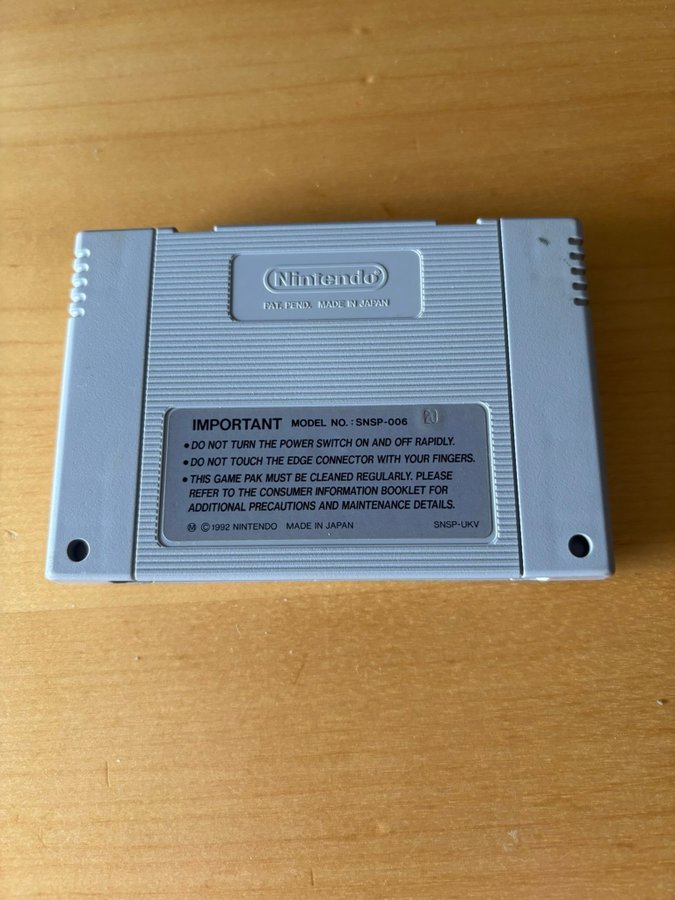 Nintendo
PAT. PEND. MADE IN JAPAN
IMPORTANT MODEL NO. : SNSP-006
• DO NOT TURN THE POWER SWITCH ON AND OFF RAPIDLY.
• DO NOT TOUCH THE EDGE CONNECTOR WITH YOUR FINGERS.
• THIS GAME PAK MUST BE CLEANED REGULARLY. PLEASE
REFER TO THE CONSUMER INFORMATION BOOKLET FOR
ADDITIONAL PRECAUTIONS AND MAINTENANCE DETAILS.
Ⓜ © 1992 NINTENDO MADE IN JAPAN SNSP-UKV